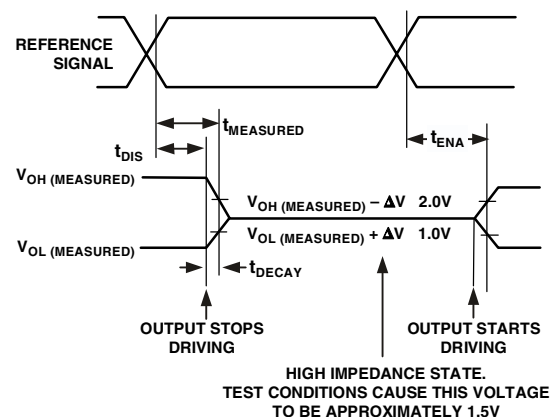 REFERENCE
SIGNAL
tMEASURED
tDIS
tENA
VOH (MEASURED)
VOH (MEASURED) – ΔV 2.0V
VOL (MEASURED) + ΔV 1.0V
VOL (MEASURED)
tDECAY
OUTPUT STOPS
DRIVING
OUTPUT STARTS
DRIVING
HIGH IMPEDANCE STATE.
TEST CONDITIONS CAUSE THIS VOLTAGE
TO BE APPROXIMATELY 1.5V